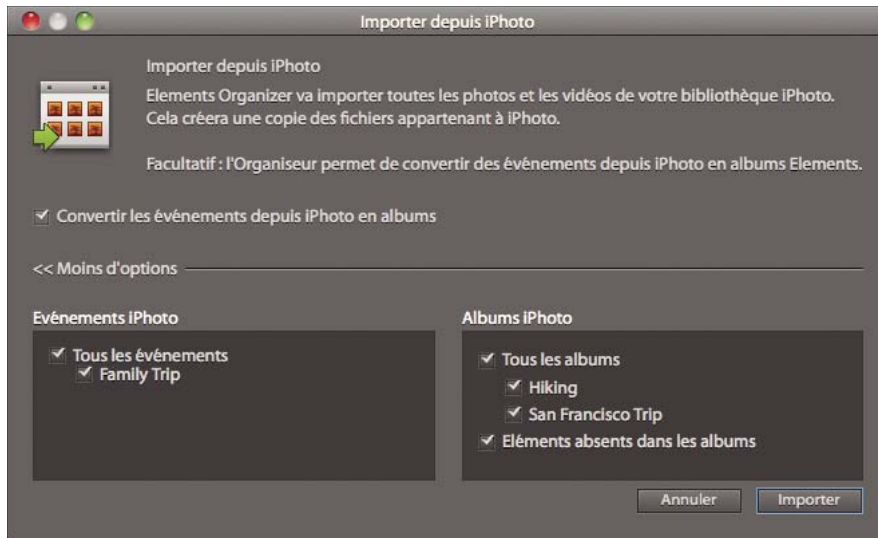 Importer depuis iPhoto
Importer depuis iPhoto
Elements Organizer va importer toutes les photos et les vidéos de votre bibliothèque iPhoto.
Cela créera une copie des fichiers appartenant à iPhoto.
Facultatif : l'Organiseur permet de convertir des événements depuis iPhoto en albums Elements.
Convertir les événements depuis iPhoto en albums
<< Moins d'options
Evénements iPhoto
Tous les événements
Family Trip
Albums iPhoto
Tous les albums
Hiking
San Francisco Trip
Eléments absents dans les albums
Annuler
Importer